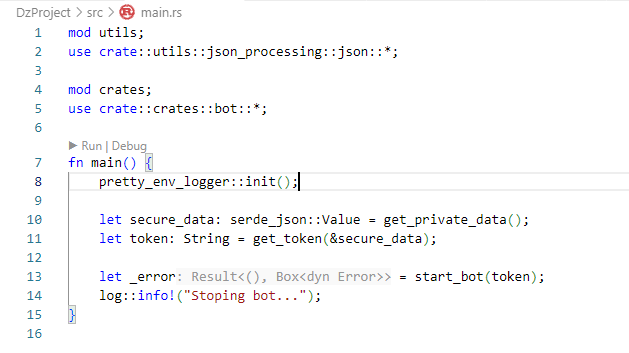 DzProject > src > main.rs
1 mod utils;
2 use crate::utils::json_processing::json::*;
3
4 mod crates;
5 use crate::crates::bot::*;
6
▶ Run | Debug
7 fn main() {
8 pretty_env_logger::init();
9
10 let secure_data: serde_json::Value = get_private_data();
11 let token: String = get_token(&secure_data);
12
13 let _error: Result<(), Box<dyn Error>> = start_bot(token);
14 log::info!("Stoping bot...");
15 }
16